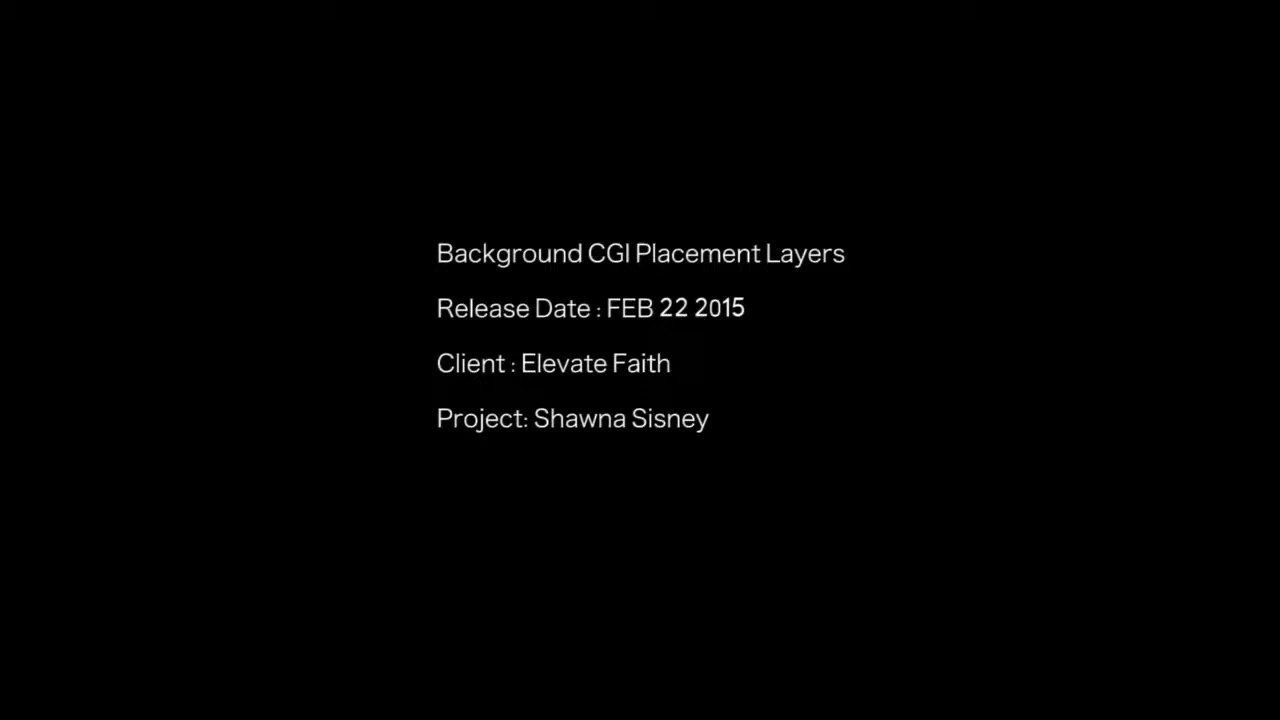 Background CGI Placement Layers
Release Date : FEB 22 2015
Client : Elevate Faith
Project: Shawna Sisney